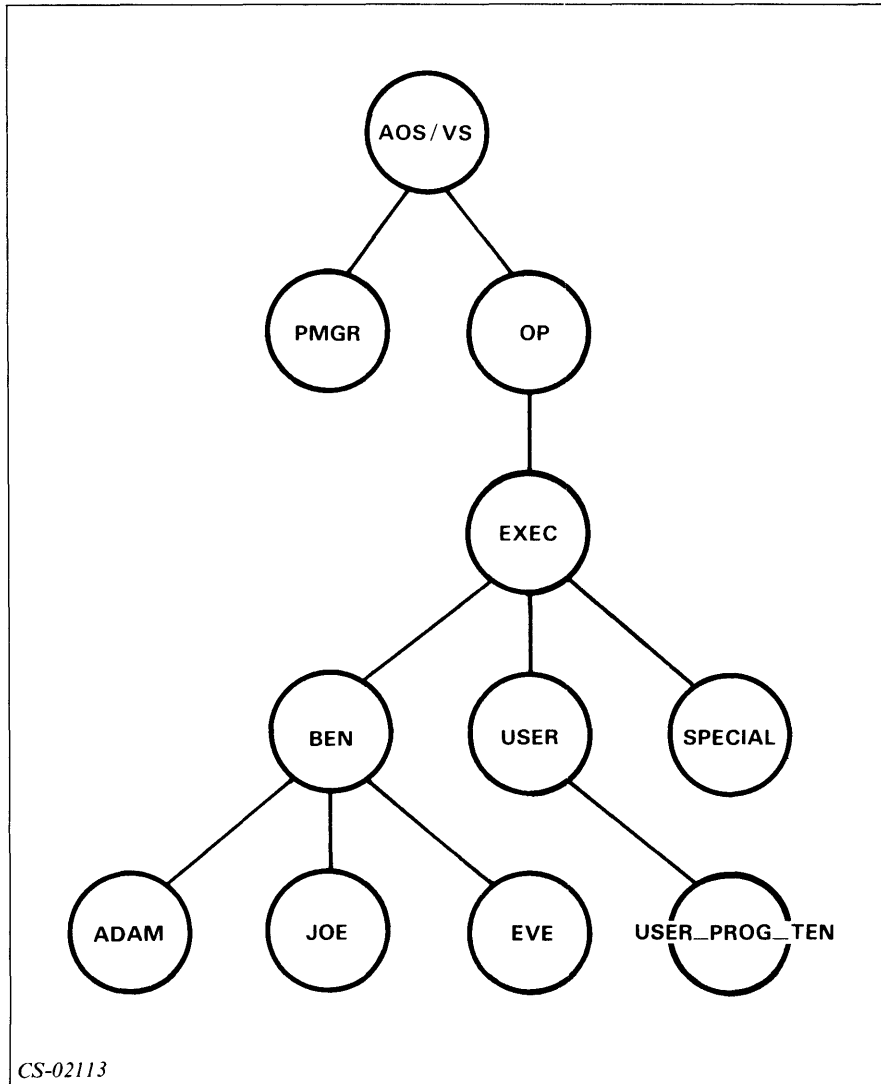 AOS/VS
PMGR
OP
EXEC
BEN
USER
SPECIAL
ADAM
JOE
EVE
USER_PROG_TEN
CS-02113